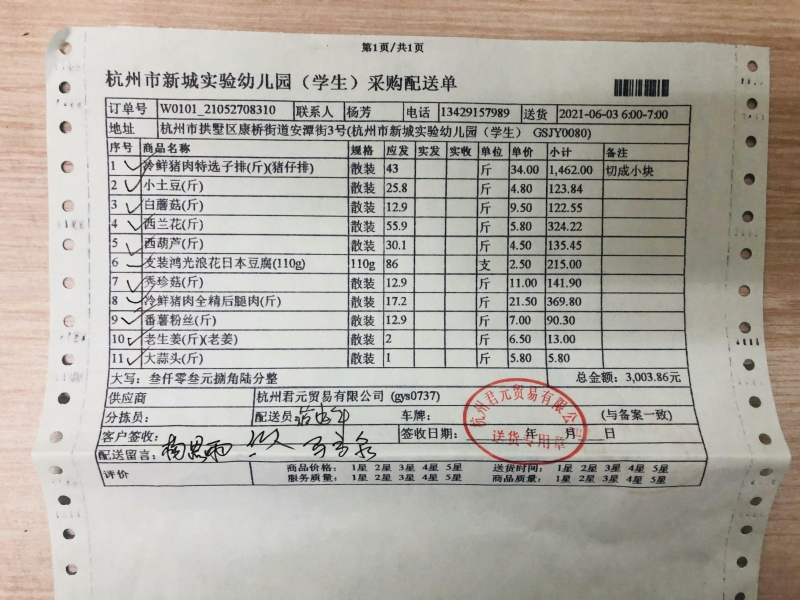 第1页/共1页
杭州市新城实验幼儿园（学生）采购配送单
订单号 W0101_21052708310 联系人 杨芳 电话 13429157989 送货 2021-06-03 6:00-7:00
地址 杭州市拱墅区康桥街道安潭街3号(杭州市新城实验幼儿园（学生） GSJY0080)
序号 商品名称 规格 应发 实发 实收 单位 单价 小计 备注
1 冷鲜猪肉特选子排(斤)(猪仔排) 散装 43 斤 34.00 1,462.00 切成小块
2 小土豆(斤) 散装 25.8 斤 4.80 123.84
3 白蘑菇(斤) 散装 12.9 斤 9.50 122.55
4 西兰花(斤) 散装 55.9 斤 5.80 324.22
5 西葫芦(斤) 散装 30.1 斤 4.50 135.45
6 支装鸿光浪花日本豆腐(110g) 110g 86 支 2.50 215.00
7 秀珍菇(斤) 散装 12.9 斤 11.00 141.90
8 冷鲜猪肉全精后腿肉(斤) 散装 17.2 斤 21.50 369.80
9 番薯粉丝(斤) 散装 12.9 斤 7.00 90.30
10 老生姜(斤)(老姜) 散装 2 斤 6.50 13.00
11 大蒜头(斤) 散装 1 斤 5.80 5.80
大写：叁仟零叁元捌角陆分整 总金额：3,003.86元
供应商 杭州君元贸易有限公司 (gys0737)
分拣员： 配送员 车牌： (与备案一致)
客户签收： 签收日期： 年 月 日
配送留言：
评价 商品价格： 1星 2星 3星 4星 5星 送货时间： 1星 2星 3星 4星 5星
服务质量： 1星 2星 3星 4星 5星 商品质量： 1星 2星 3星 4星 5星
杭州君元贸易有限公司
送货专用章